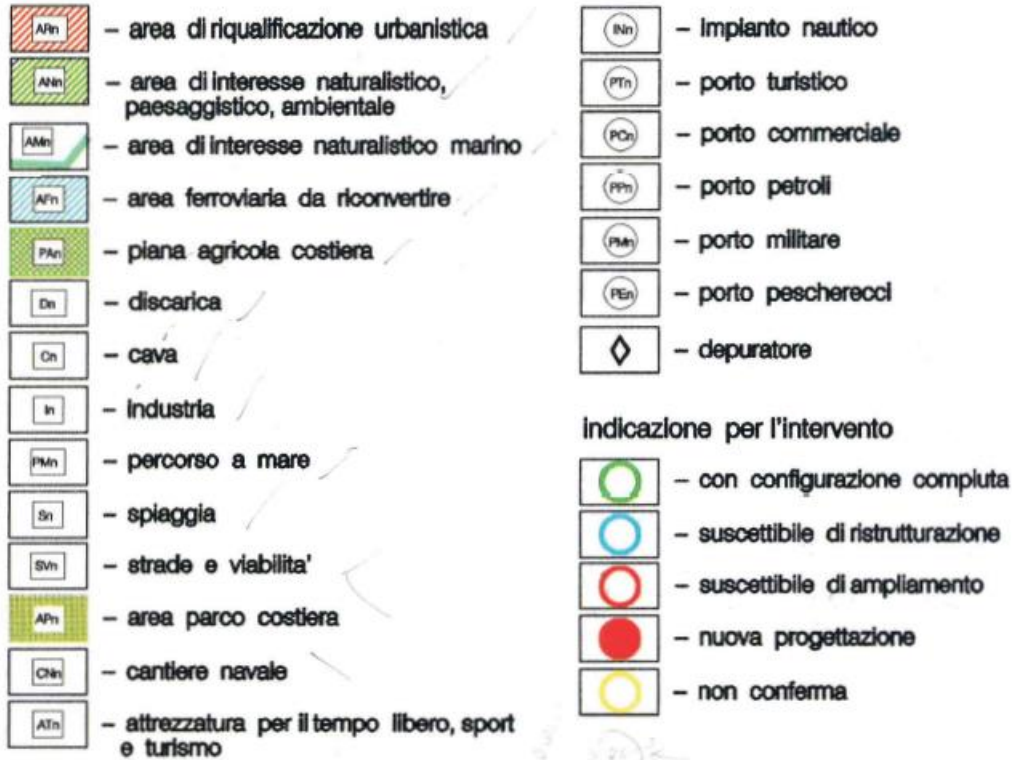 ARn – area di riqualificazione urbanistica
ANn – area di interesse naturalistico,
paesaggistico, ambientale
AMn – area di interesse naturalistico marino
AFn – area ferroviaria da riconvertire
PAn – piana agricola costiera
Dn – discarica
Cn – cava
In – industria
PMn – percorso a mare
Sn – spiaggia
SVn – strade e viabilita'
APn – area parco costiera
CNn – cantiere navale
ATn – attrezzatura per il tempo libero, sport
e turismo
INn – impianto nautico
PTn – porto turistico
PCn – porto commerciale
PPn – porto petroli
PMn – porto militare
PEn – porto pescherecci
– depuratore
indicazione per l'intervento
– con configurazione compiuta
– suscettibile di ristrutturazione
– suscettibile di ampliamento
– nuova progettazione
– non conferma